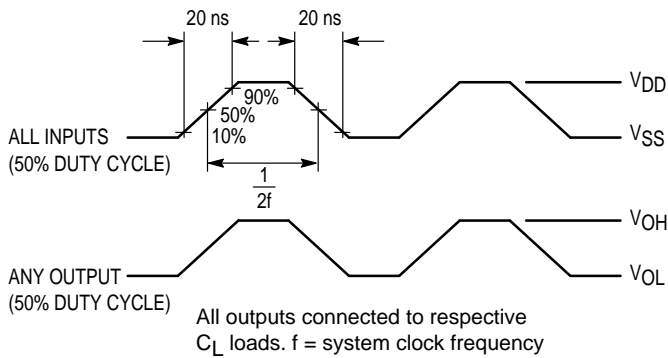 20 ns 20 ns
90%
50%
10%
V_DD
V_SS
ALL INPUTS
(50% DUTY CYCLE)
1
2f
V_OH
V_OL
ANY OUTPUT
(50% DUTY CYCLE)
All outputs connected to respective
C_L loads. f = system clock frequency